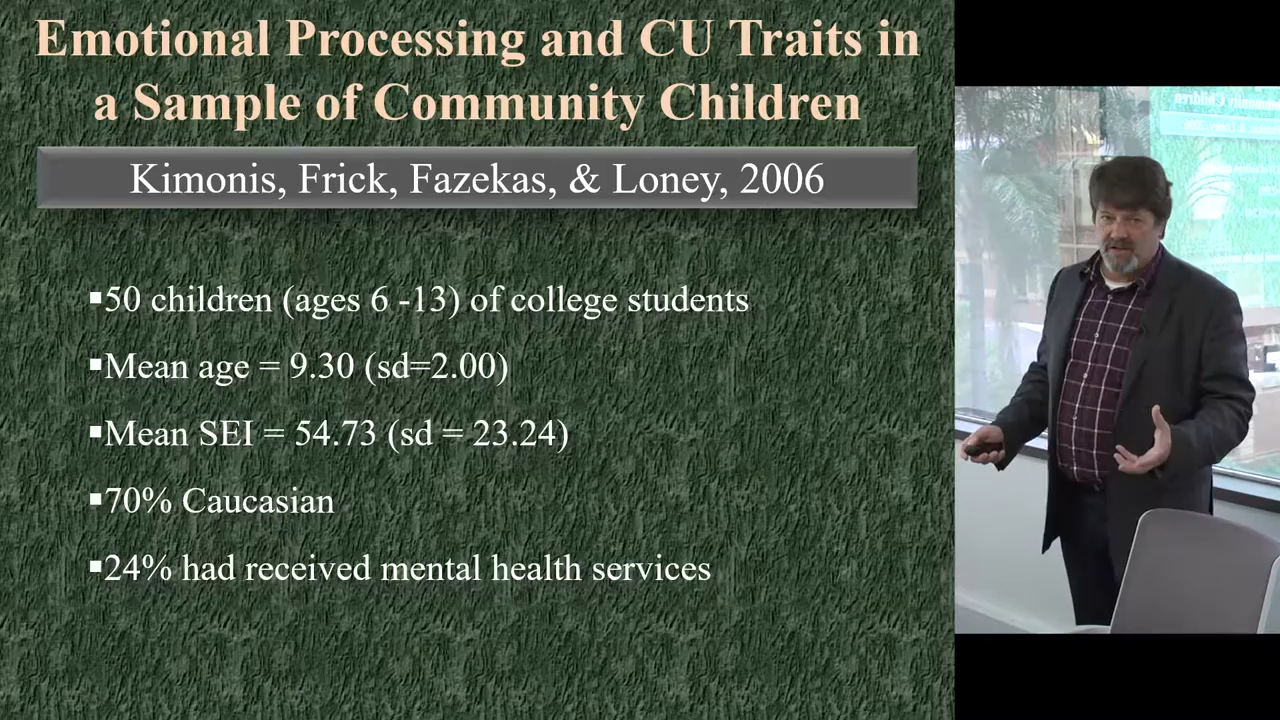 Emotional Processing and CU Traits in
a Sample of Community Children
Kimonis, Frick, Fazekas, & Loney, 2006
▪50 children (ages 6 -13) of college students
▪Mean age = 9.30 (sd=2.00)
▪Mean SEI = 54.73 (sd = 23.24)
▪70% Caucasian
▪24% had received mental health services